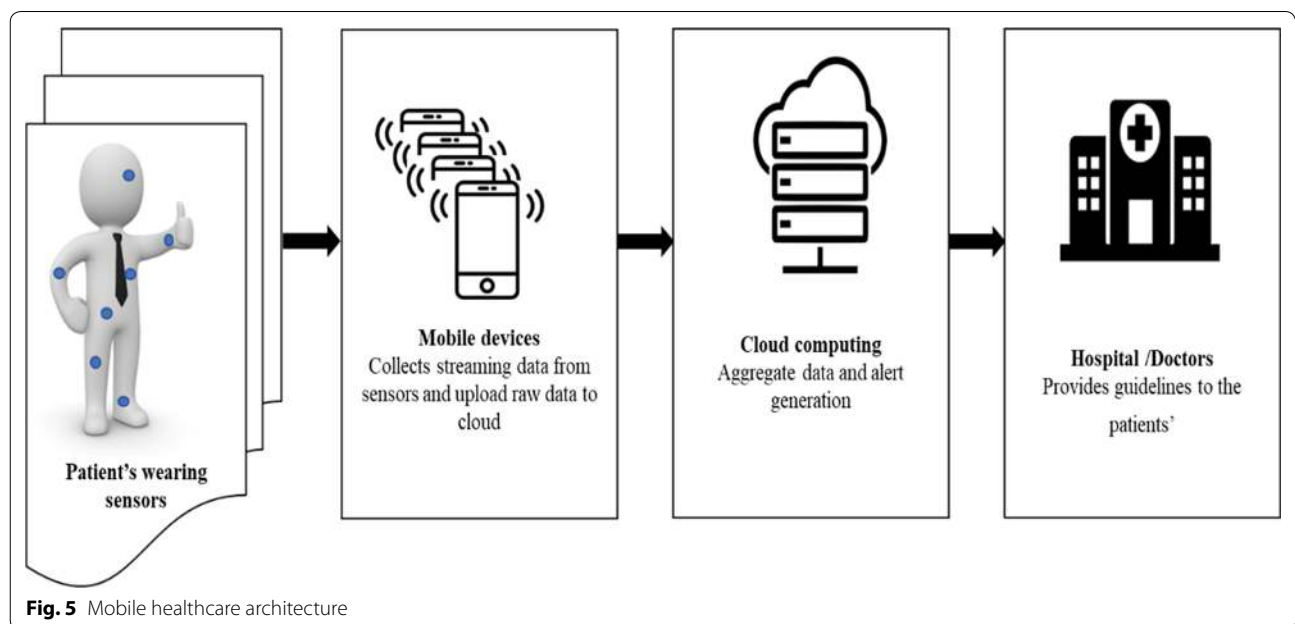 Patient’s wearing
sensors
Mobile devices
Collects streaming data from
sensors and upload raw data to
cloud
Cloud computing
Aggregate data and alert
generation
Hospital /Doctors
Provides guidelines to the
patients’
Fig. 5 Mobile healthcare architecture